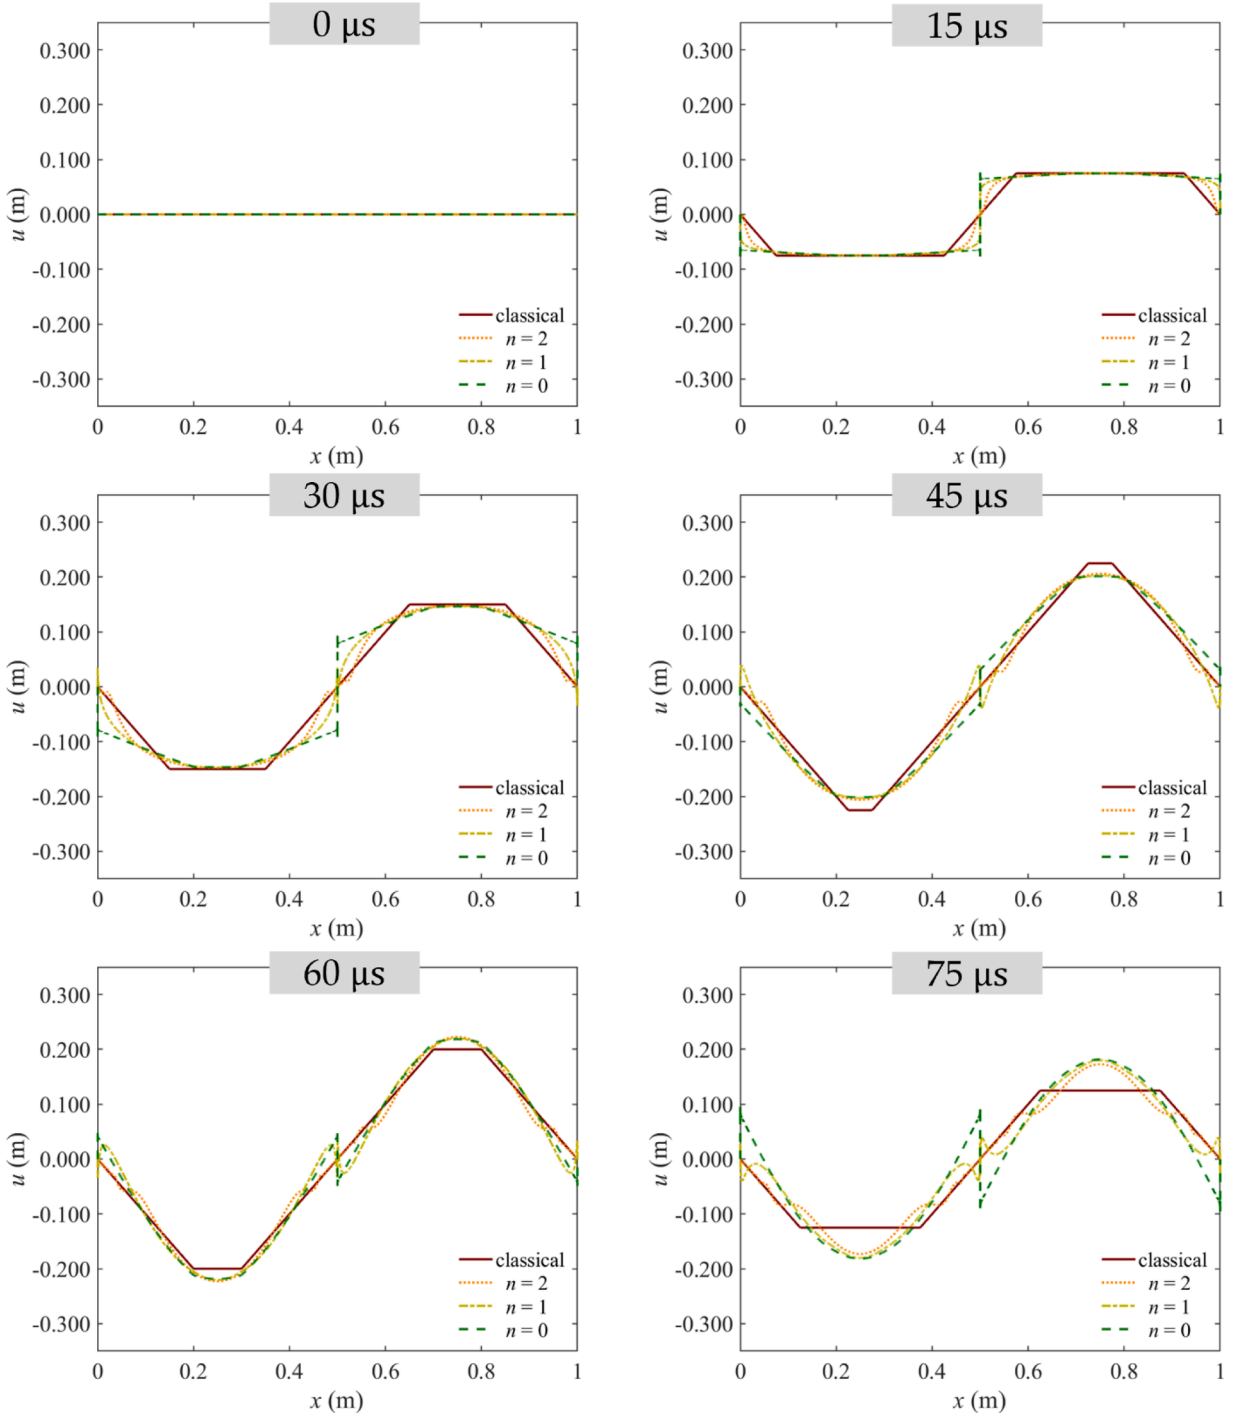 0 μs
0.300
0.200
0.100
0.000
-0.100
-0.200
-0.300
u (m)
classical
n = 2
n = 1
n = 0
0 0.2 0.4 0.6 0.8 1
x (m)
15 μs
0.300
0.200
0.100
0.000
-0.100
-0.200
-0.300
u (m)
classical
n = 2
n = 1
n = 0
0 0.2 0.4 0.6 0.8 1
x (m)
30 μs
0.300
0.200
0.100
0.000
-0.100
-0.200
-0.300
u (m)
classical
n = 2
n = 1
n = 0
0 0.2 0.4 0.6 0.8 1
x (m)
45 μs
0.300
0.200
0.100
0.000
-0.100
-0.200
-0.300
u (m)
classical
n = 2
n = 1
n = 0
0 0.2 0.4 0.6 0.8 1
x (m)
60 μs
0.300
0.200
0.100
0.000
-0.100
-0.200
-0.300
u (m)
classical
n = 2
n = 1
n = 0
0 0.2 0.4 0.6 0.8 1
x (m)
75 μs
0.300
0.200
0.100
0.000
-0.100
-0.200
-0.300
u (m)
classical
n = 2
n = 1
n = 0
0 0.2 0.4 0.6 0.8 1
x (m)